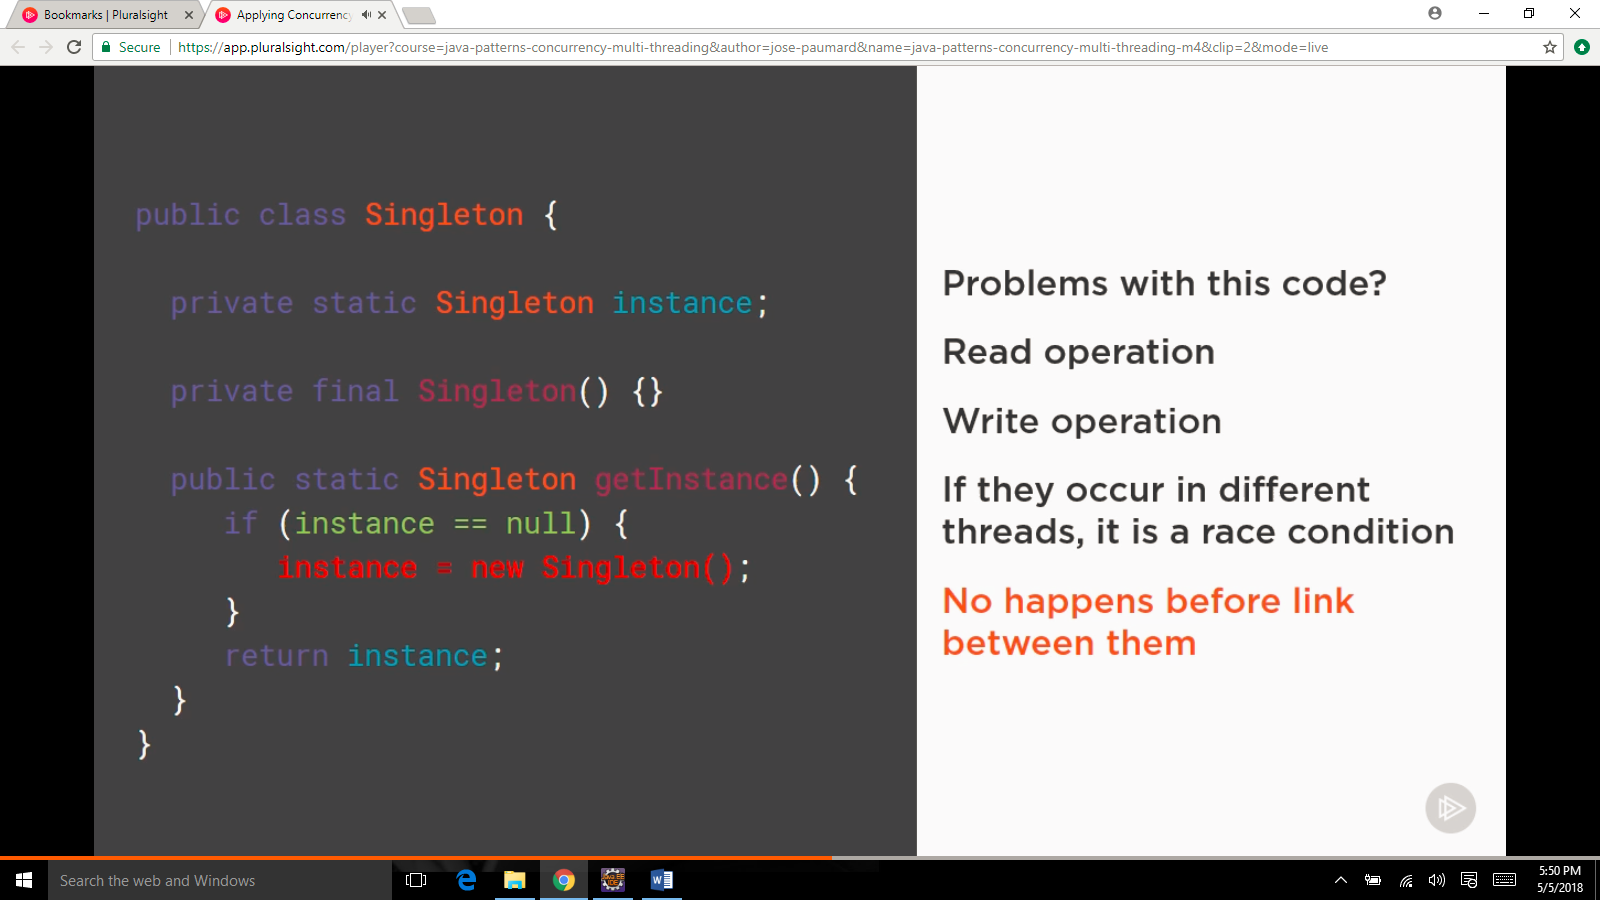 Bookmarks | Pluralsight
Applying Concurrency
Secure
https://app.pluralsight.com/player?course=java-patterns-concurrency-multi-threading&author=jose-paumard&name=java-patterns-concurrency-multi-threading-m4&clip=2&mode=live
public class Singleton {
private static Singleton instance;
private final Singleton() {}
public static Singleton getInstance() {
if (instance == null) {
instance = new Singleton();
}
return instance;
}
}
Problems with this code?
Read operation
Write operation
If they occur in different
threads, it is a race condition
No happens before link
between them
Search the web and Windows
5:50 PM
5/5/2018